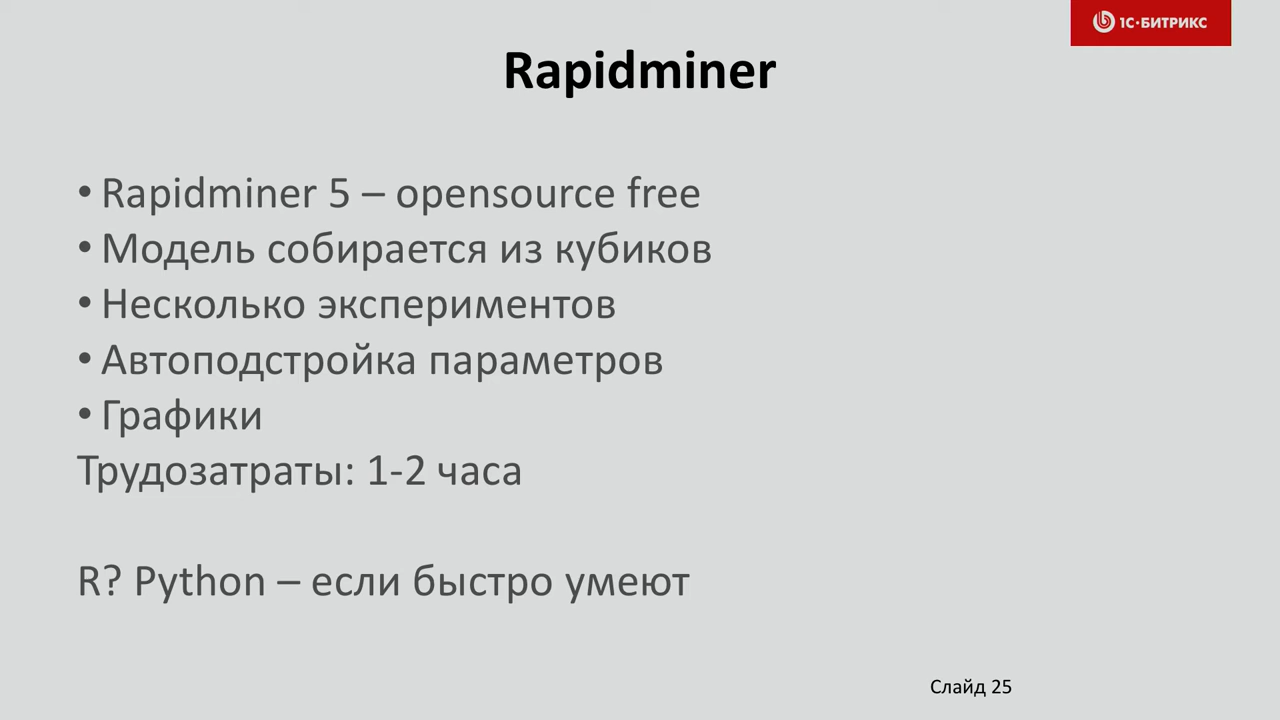 1С-БИТРИКС
Rapidminer
• Rapidminer 5 – opensource free
• Модель собирается из кубиков
• Несколько экспериментов
• Автоподстройка параметров
• Графики
Трудозатраты: 1-2 часа
R? Python – если быстро умеют
Слайд 25